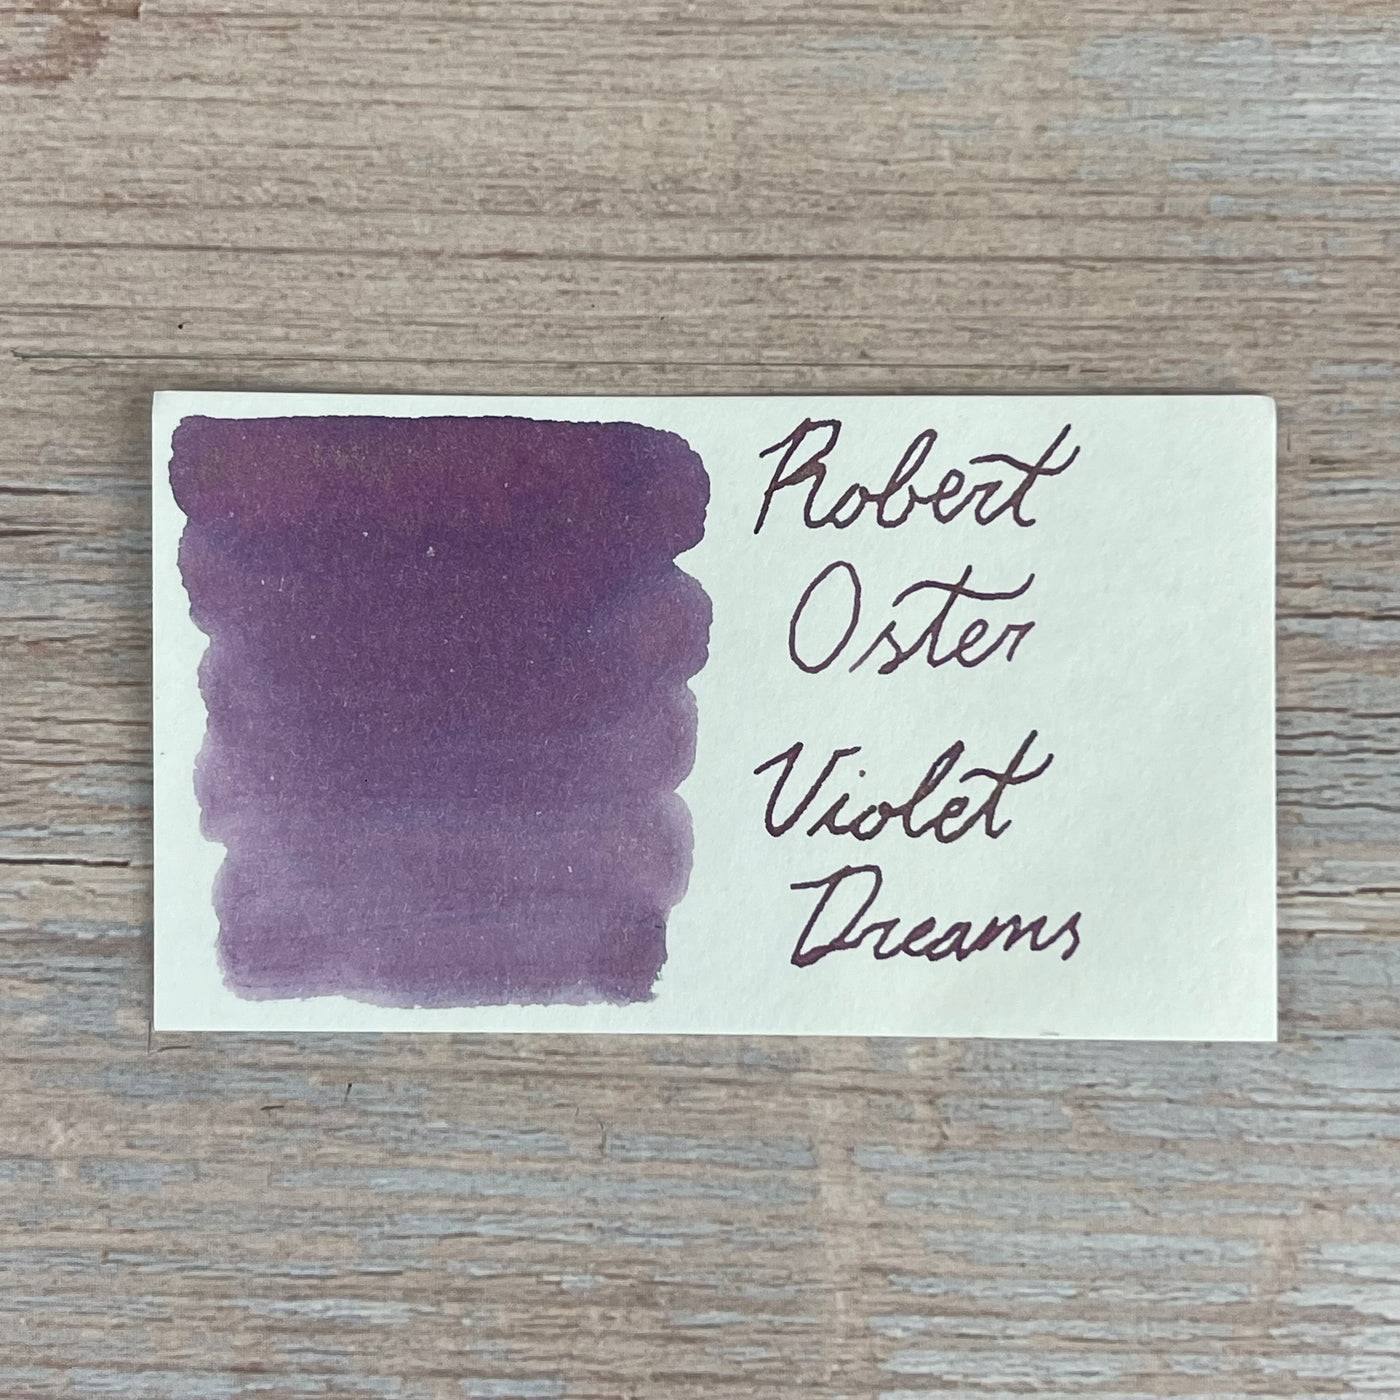 Robert
Oster
Violet
Dreams